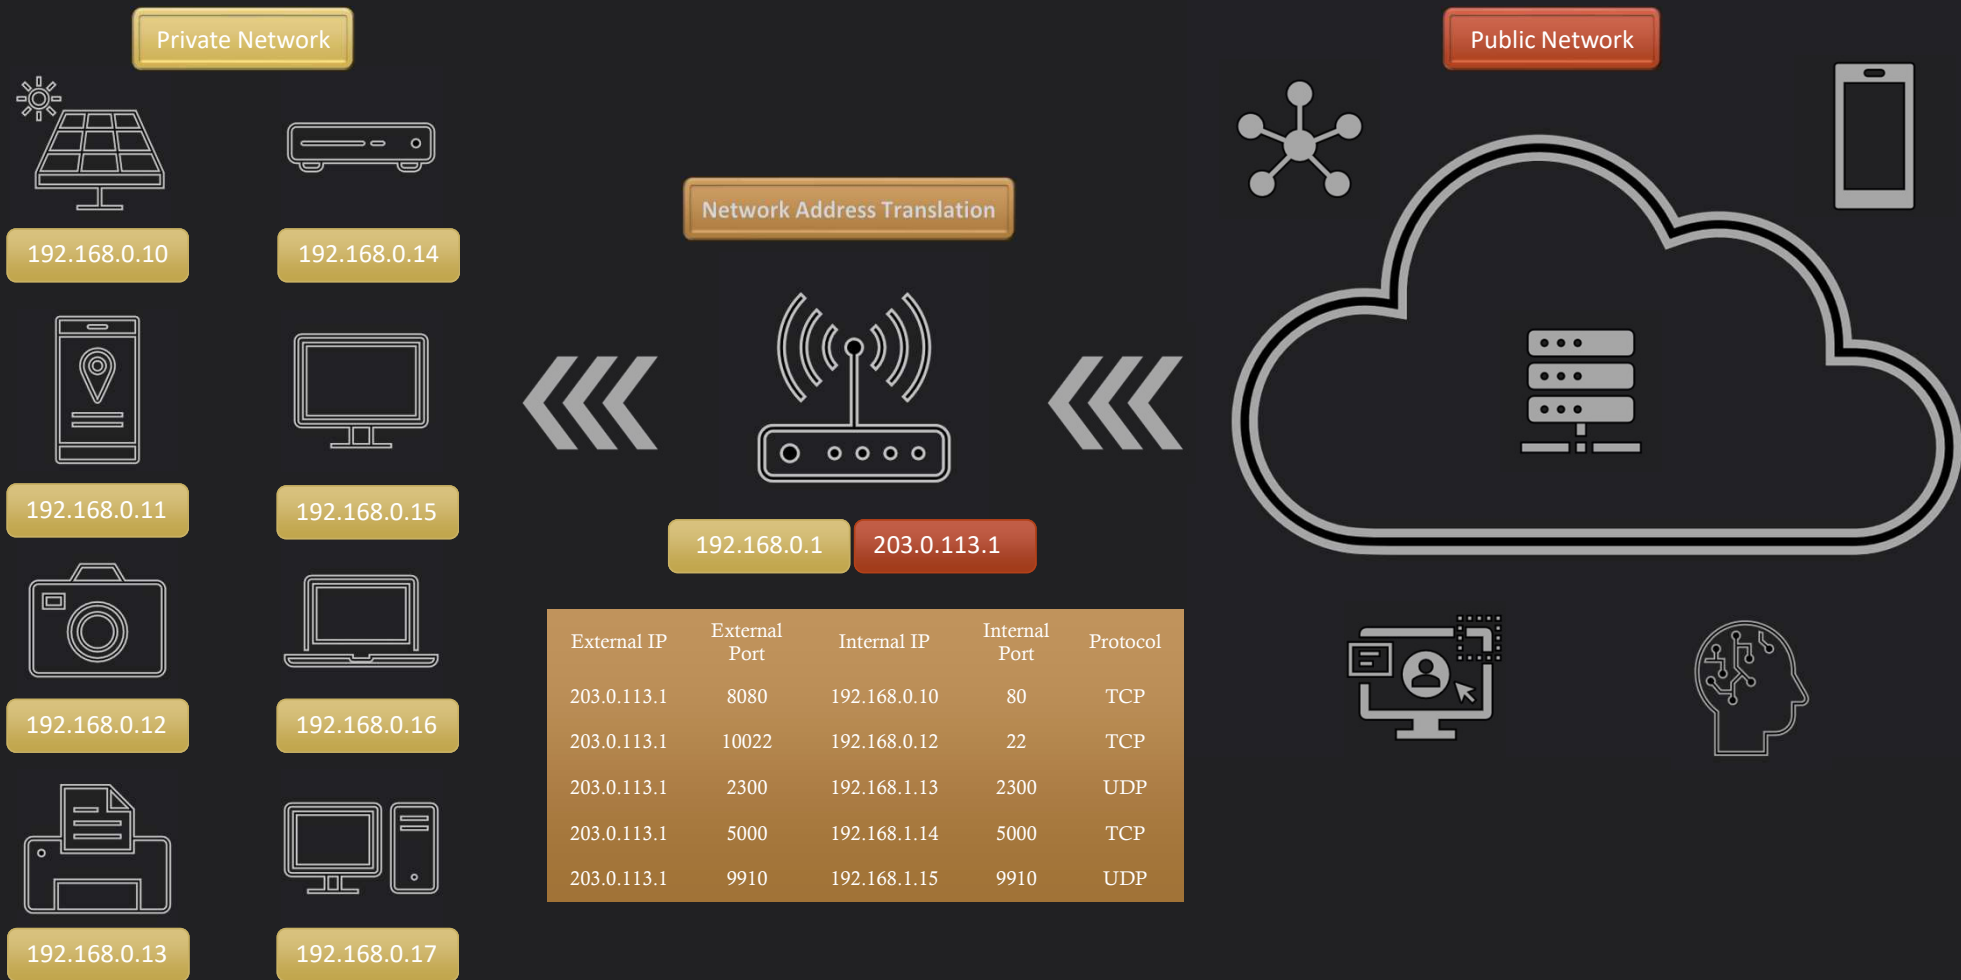 Private Network
Public Network
192.168.0.10
192.168.0.14
192.168.0.11
192.168.0.15
192.168.0.12
192.168.0.16
192.168.0.13
192.168.0.17
Network Address Translation
192.168.0.1
203.0.113.1
External IP External Port Internal IP Internal Port Protocol
203.0.113.1 8080 192.168.0.10 80 TCP
203.0.113.1 10022 192.168.0.12 22 TCP
203.0.113.1 2300 192.168.1.13 2300 UDP
203.0.113.1 5000 192.168.1.14 5000 TCP
203.0.113.1 9910 192.168.1.15 9910 UDP